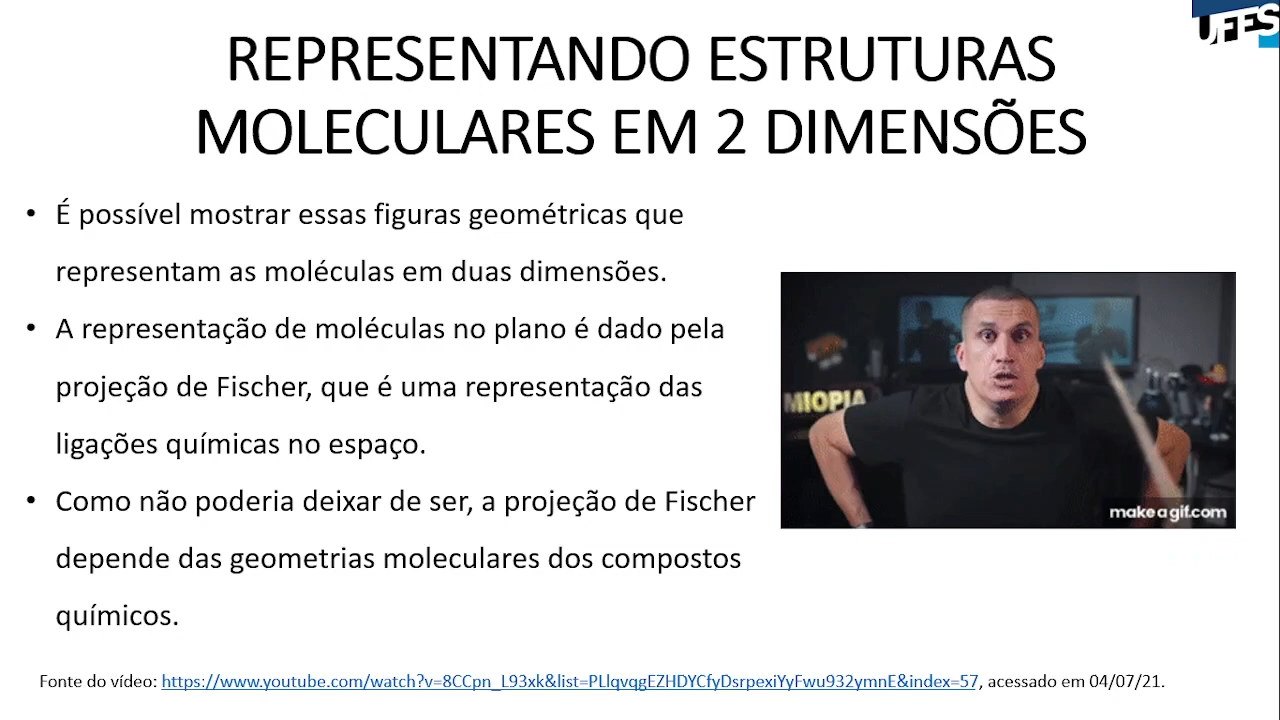 UFES
REPRESENTANDO ESTRUTURAS
MOLECULARES EM 2 DIMENSÕES
• É possível mostrar essas figuras geométricas que
representam as moléculas em duas dimensões.
• A representação de moléculas no plano é dado pela
projeção de Fischer, que é uma representação das
ligações químicas no espaço.
• Como não poderia deixar de ser, a projeção de Fischer
depende das geometrias moleculares dos compostos
químicos.
MIOPIA
makeagif.com
Fonte do vídeo: https://www.youtube.com/watch?v=8CCpn_L93xk&list=PLlqvqgEZHDYCfyDsrpexiYyFwu932ymnE&index=57, acessado em 04/07/21.